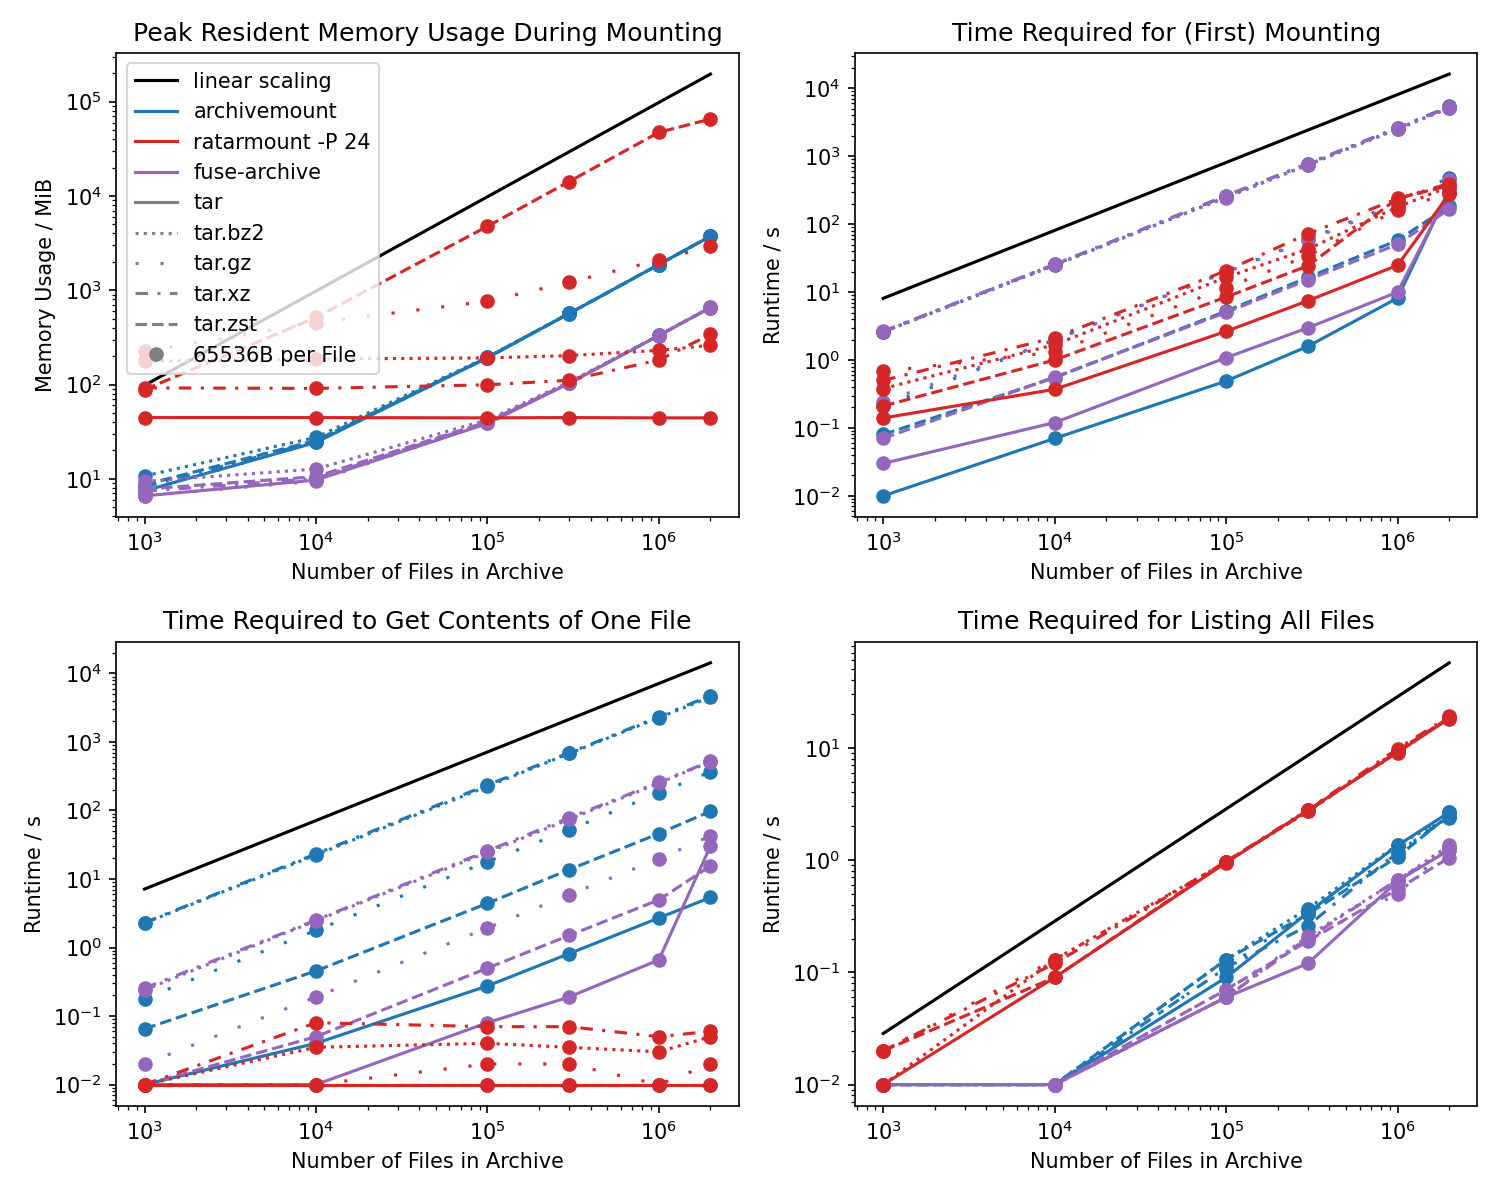 Peak Resident Memory Usage During Mounting
Memory Usage / MiB
10⁵
10⁴
10³
10²
10¹
linear scaling
archivemount
ratarmount -P 24
fuse-archive
tar
tar.bz2
tar.gz
tar.xz
tar.zst
65536B per File
10³ 10⁴ 10⁵ 10⁶
Number of Files in Archive
Time Required for (First) Mounting
Runtime / s
10⁴
10³
10²
10¹
10⁰
10⁻¹
10⁻²
10³ 10⁴ 10⁵ 10⁶
Number of Files in Archive
Time Required to Get Contents of One File
Runtime / s
10⁴
10³
10²
10¹
10⁰
10⁻¹
10⁻²
10³ 10⁴ 10⁵ 10⁶
Number of Files in Archive
Time Required for Listing All Files
Runtime / s
10¹
10⁰
10⁻¹
10⁻²
10³ 10⁴ 10⁵ 10⁶
Number of Files in Archive